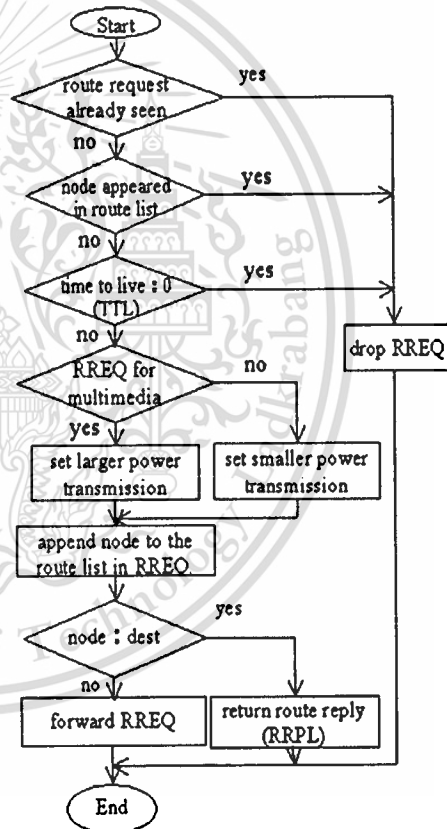 Start
route request
already seen
yes
no
node appeared
in route list
yes
no
time to live : 0
(TTL)
yes
no
drop RREQ
RREQ for
multimedia
no
yes
set larger power
transmission
set smaller power
transmission
append node to the
route list in RREQ
node : dest
yes
no
forward RREQ
return route reply
(RRPL)
End
Technology Ladkrabang